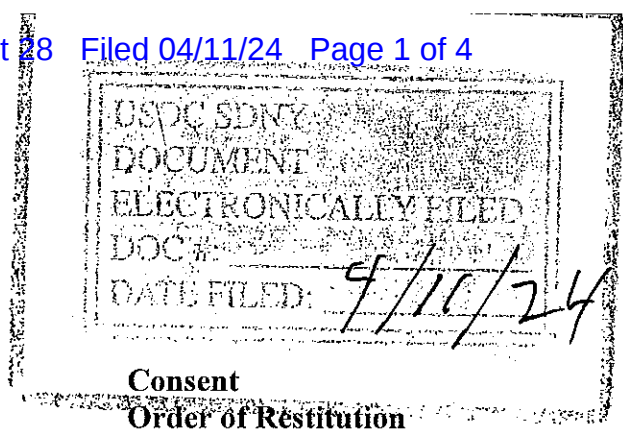 t 28 Filed 04/11/24 Page 1 of 4
USDC SDNY
DOCUMENT
ELECTRONICALLY FILED
DOC #:
DATE FILED: 4/11/24
Consent
Order of Restitution